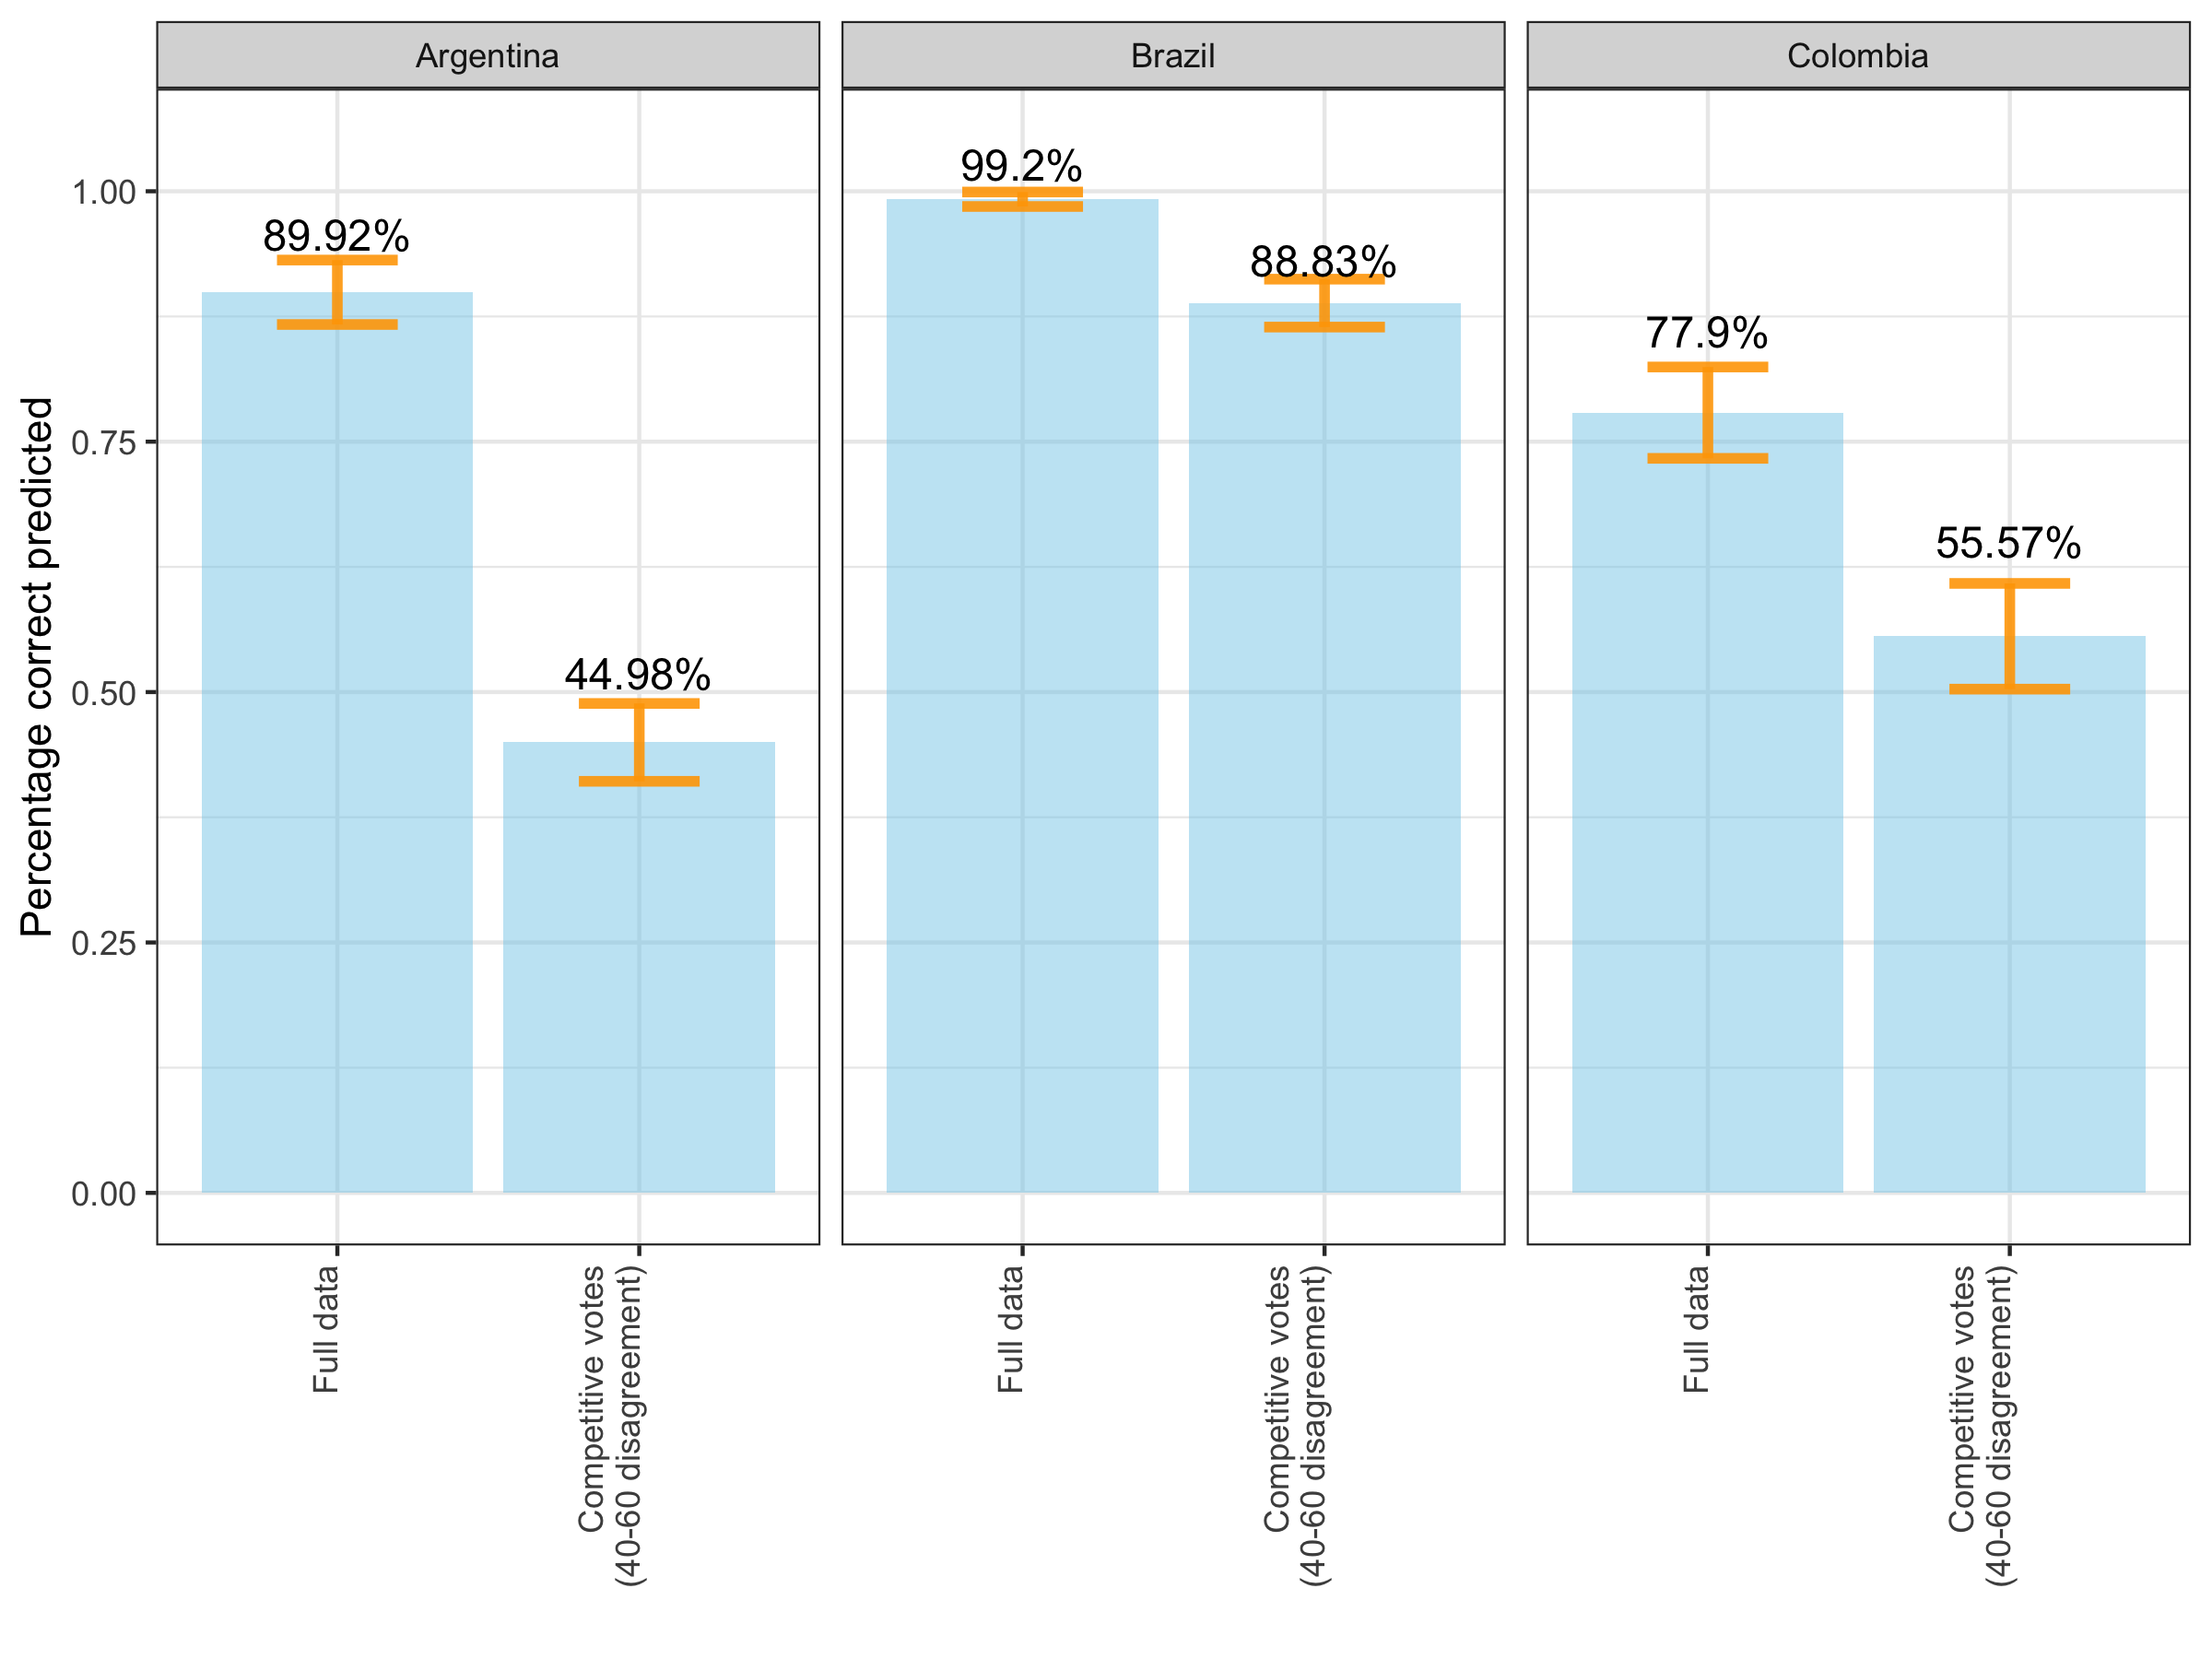 Argentina
Brazil
Colombia
Percentage correct predicted
1.00
0.75
0.50
0.25
0.00
89.92%
44.98%
99.2%
88.83%
77.9%
55.57%
Full data
Competitive votes
(40-60 disagreement)
Full data
Competitive votes
(40-60 disagreement)
Full data
Competitive votes
(40-60 disagreement)